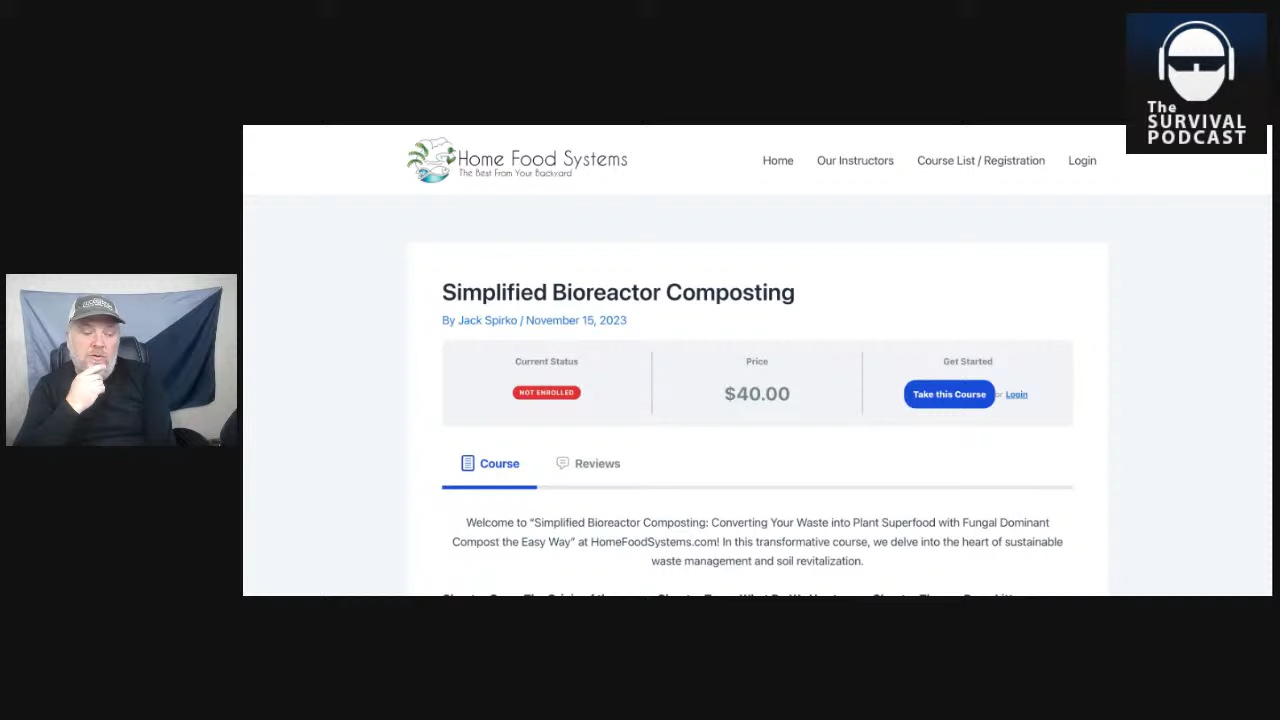 The
SURVIVAL
PODCAST
Home Food Systems
The Best From Your Backyard
Home
Our Instructors
Course List / Registration
Login
Simplified Bioreactor Composting
By Jack Spirko / November 15, 2023
Current Status
Price
Get Started
NOT ENROLLED
$40.00
Take this Course or Login
Course
Reviews
Welcome to “Simplified Bioreactor Composting: Converting Your Waste into Plant Superfood with Fungal Dominant
Compost the Easy Way” at HomeFoodSystems.com! In this transformative course, we delve into the heart of sustainable
waste management and soil revitalization.